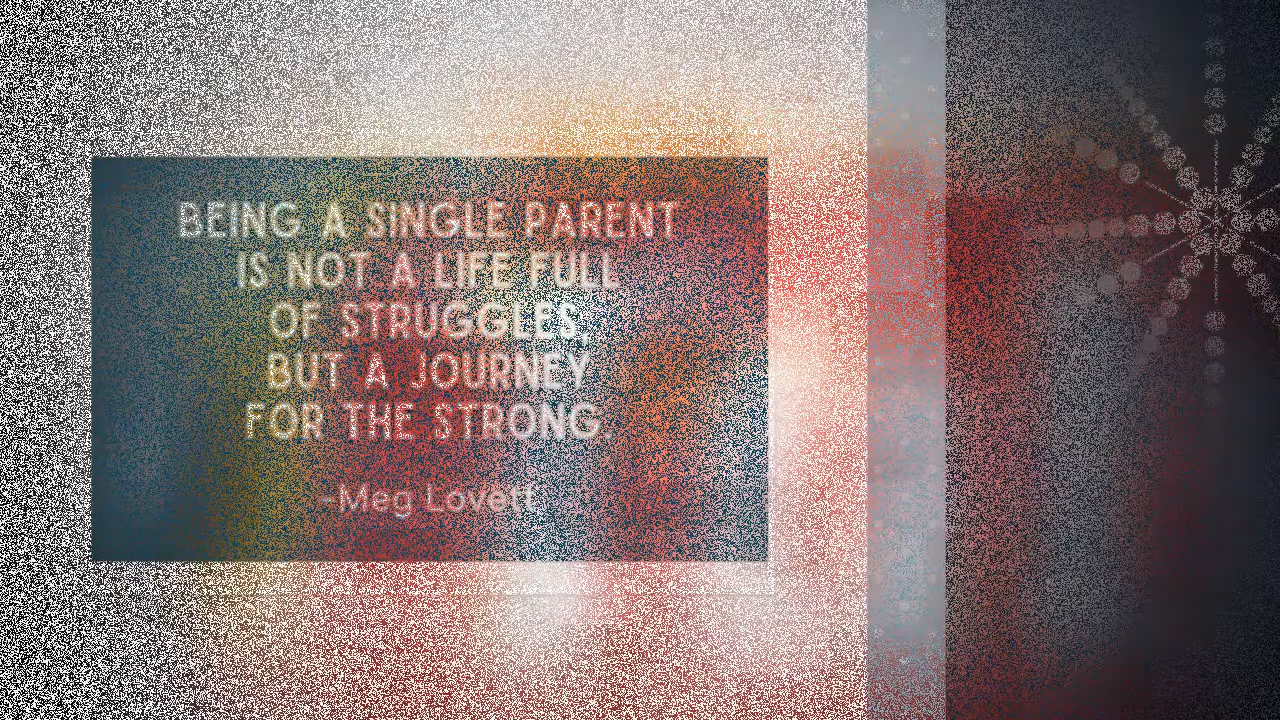 BEING A SINGLE PARENT
IS NOT A LIFE FULL
OF STRUGGLES,
BUT A JOURNEY
FOR THE STRONG.
-Meg Lovett